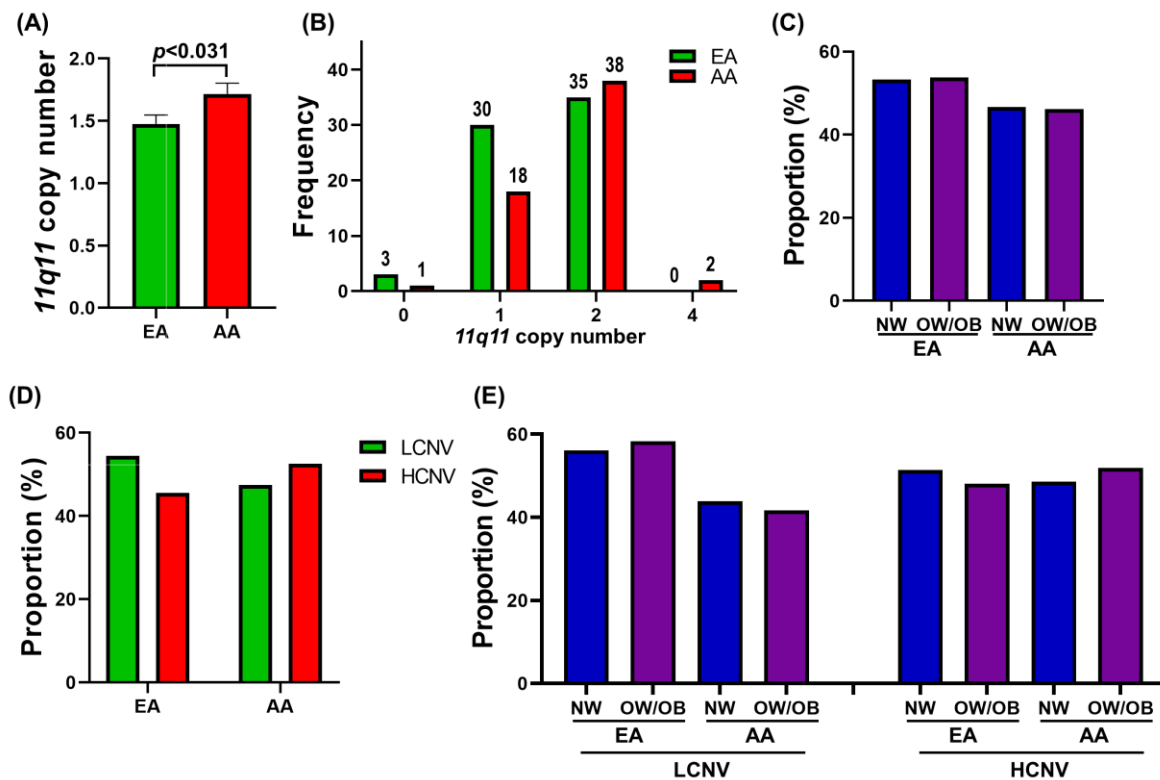 (A)
p<0.031
11q11 copy number
2.0
1.5
1.0
0.5
0.0
EA AA
(B)
Frequency
40
30
20
10
0
3 1 30 18 35 38 0 2
EA
AA
0 1 2 4
11q11 copy number
(C)
Proportion (%)
60
40
20
0
NW OW/OB NW OW/OB
EA AA
(D)
Proportion (%)
60
40
20
0
EA AA
LCNV
HCNV
(E)
Proportion (%)
60
40
20
0
NW OW/OB NW OW/OB NW OW/OB NW OW/OB
EA AA EA AA
LCNV HCNV